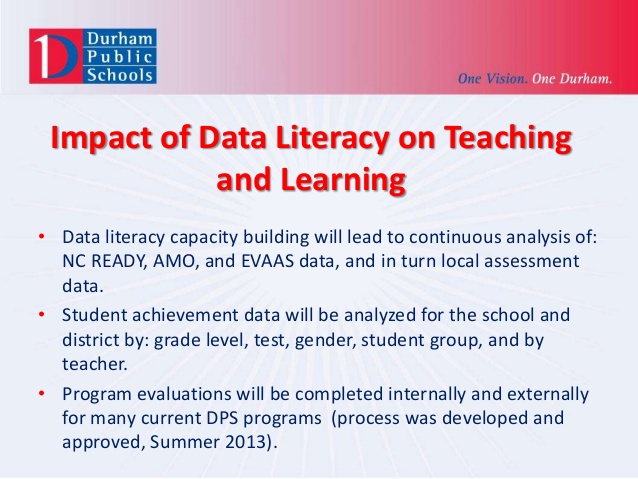 Durham
Public
Schools
One Vision. One Durham.
Impact of Data Literacy on Teaching
and Learning
• Data literacy capacity building will lead to continuous analysis of:
NC READY, AMO, and EVAAS data, and in turn local assessment
data.
• Student achievement data will be analyzed for the school and
district by: grade level, test, gender, student group, and by
teacher.
• Program evaluations will be completed internally and externally
for many current DPS programs (process was developed and
approved, Summer 2013).